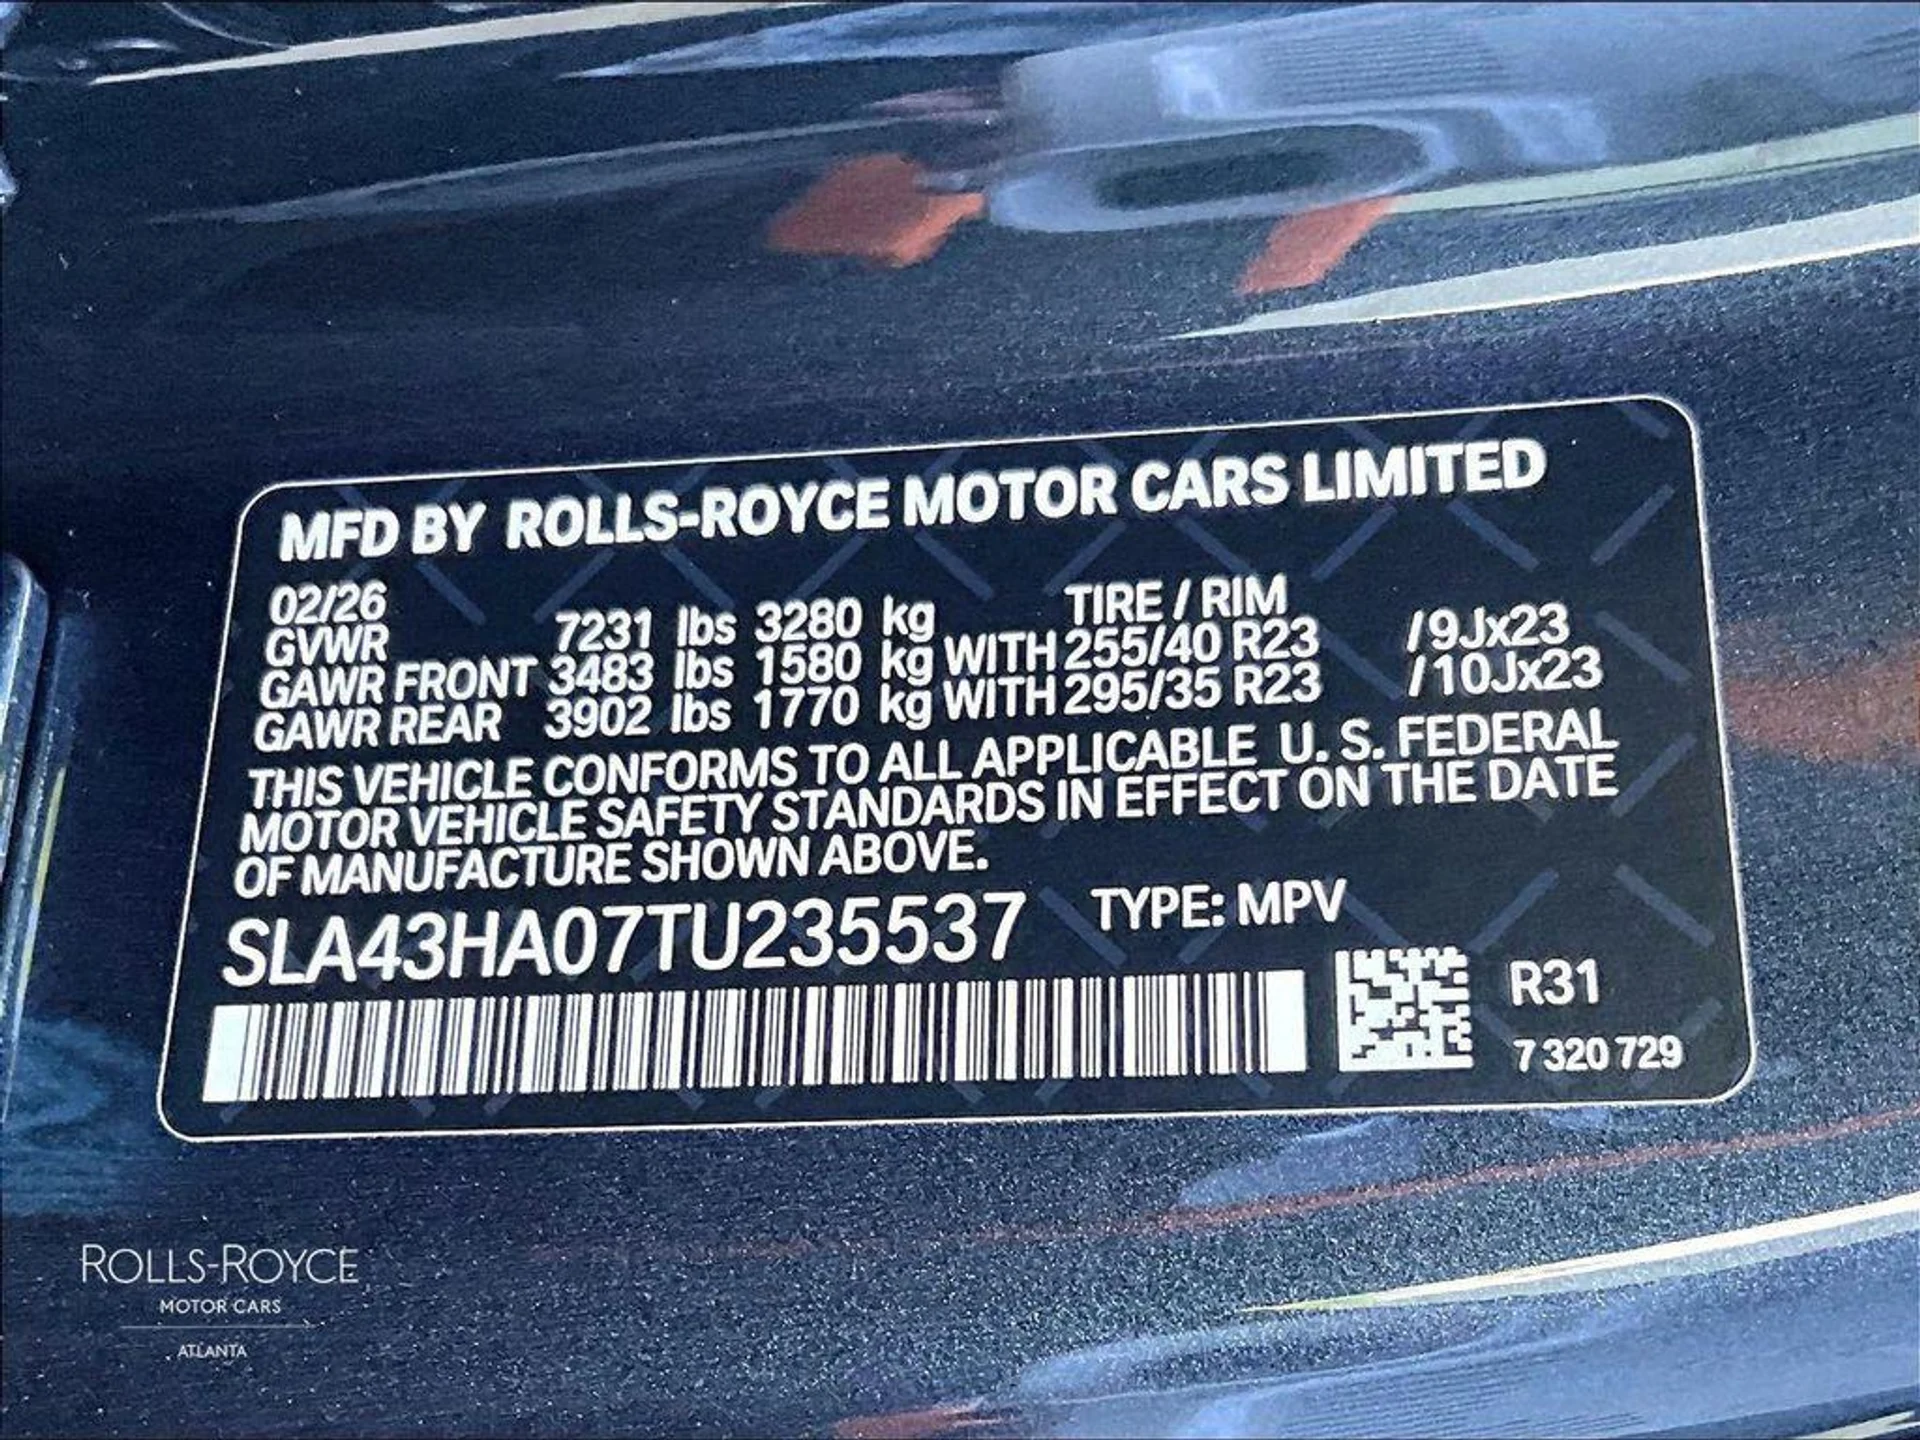 MFD BY ROLLS-ROYCE MOTOR CARS LIMITED
02/26 TIRE / RIM
GVWR 7231 lbs 3280 kg
GAWR FRONT 3483 lbs 1580 kg WITH 255/40 R23 /9Jx23
GAWR REAR 3902 lbs 1770 kg WITH 295/35 R23 /10Jx23
THIS VEHICLE CONFORMS TO ALL APPLICABLE U. S. FEDERAL
MOTOR VEHICLE SAFETY STANDARDS IN EFFECT ON THE DATE
OF MANUFACTURE SHOWN ABOVE.
SLA43HA07TU235537 TYPE: MPV
R31
7 320 729
ROLLS-ROYCE
MOTOR CARS
ATLANTA